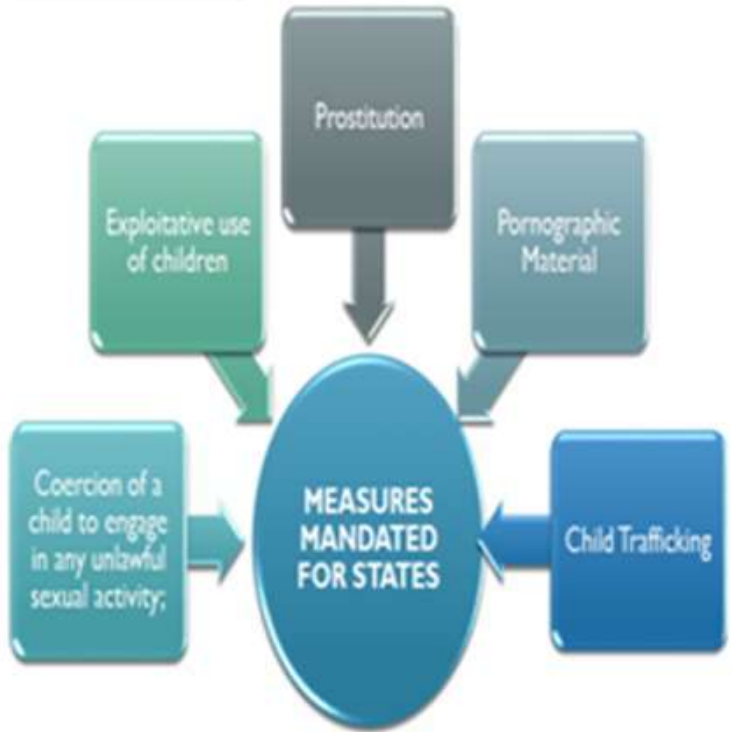 Prostitution
Exploitative use
of children
Pornographic
Material
Coercion of a
child to engage
in any unlawful
sexual activity;
MEASURES
MANDATED
FOR STATES
Child Trafficking